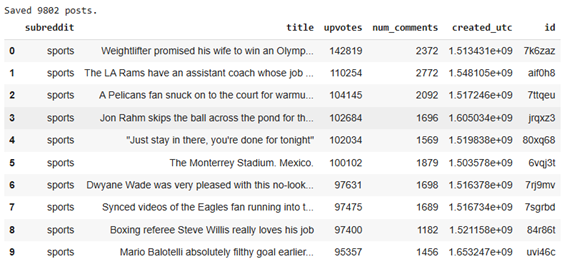 Saved 9802 posts.
subreddit title upvotes num_comments created_utc id
0 sports Weightlifter promised his wife to win an Olymp... 142819 2372 1.513431e+09 7k6zaz
1 sports The LA Rams have an assistant coach whose job ... 110254 2772 1.548105e+09 aif0h8
2 sports A Pelicans fan snuck on to the court for warmu... 104145 2092 1.517246e+09 7ttqeu
3 sports Jon Rahm skips the ball across the pond for th... 102684 1696 1.605034e+09 jrqxz3
4 sports "Just stay in there, you're done for tonight" 102034 1569 1.519838e+09 80xq68
5 sports The Monterrey Stadium. Mexico. 100102 1879 1.503578e+09 6vqj3t
6 sports Dwyane Wade was very pleased with this no-look... 97631 1698 1.516378e+09 7rj9mv
7 sports Synced videos of the Eagles fan running into t... 97475 1689 1.516734e+09 7sgrbd
8 sports Boxing referee Steve Willis really loves his job 97400 1182 1.521158e+09 84r86t
9 sports Mario Balotelli absolutely filthy goal earlier... 95357 1456 1.653247e+09 uvi46c